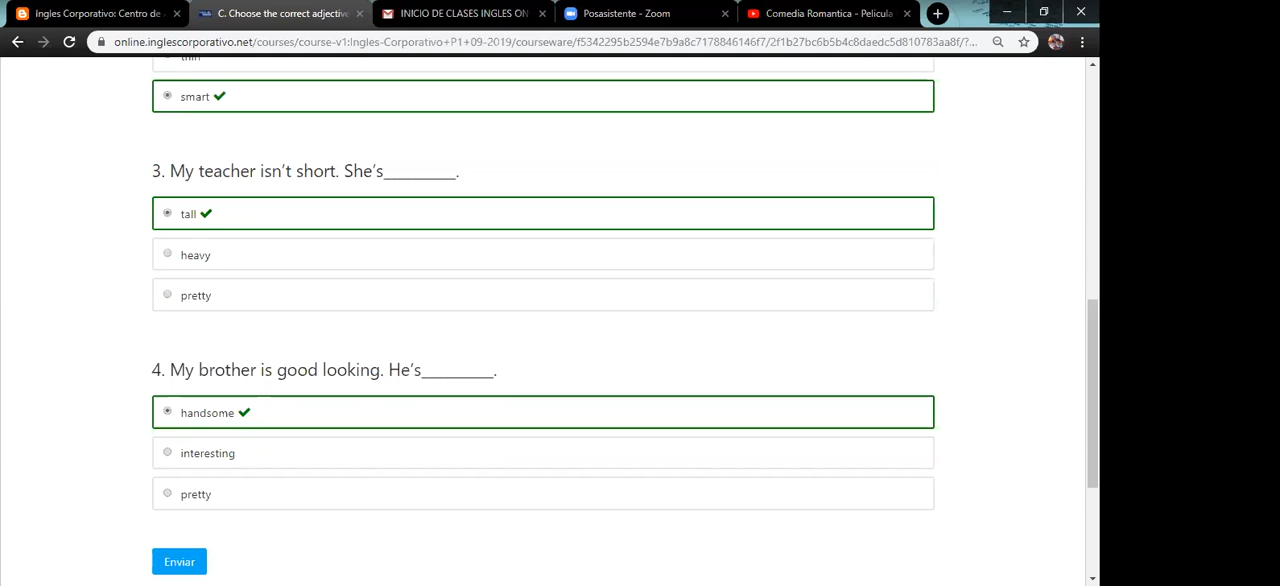 Ingles Corporativo: Centro de
C. Choose the correct adjective
INICIO DE CLASES INGLES ON
Posasistente - Zoom
Comedia Romantica - Pelicula
online.inglescorporativo.net/courses/course-v1:Ingles-Corporativo+P1+09-2019/courseware/f5342295b2594e7b9a8c7178846146f7/2f1b27bc6b5b4c8daedc5d810783aa8f/?...
thin
smart
3. My teacher isn't short. She's_________.
tall
heavy
pretty
4. My brother is good looking. He's_________.
handsome
interesting
pretty
Enviar